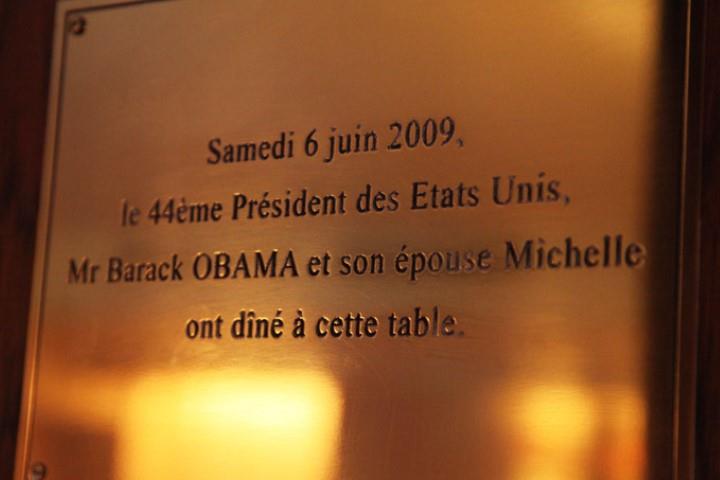 Samedi 6 juin 2009,
le 44ème Président des Etats Unis,
Mr Barack OBAMA et son épouse Michelle
ont dîné à cette table.